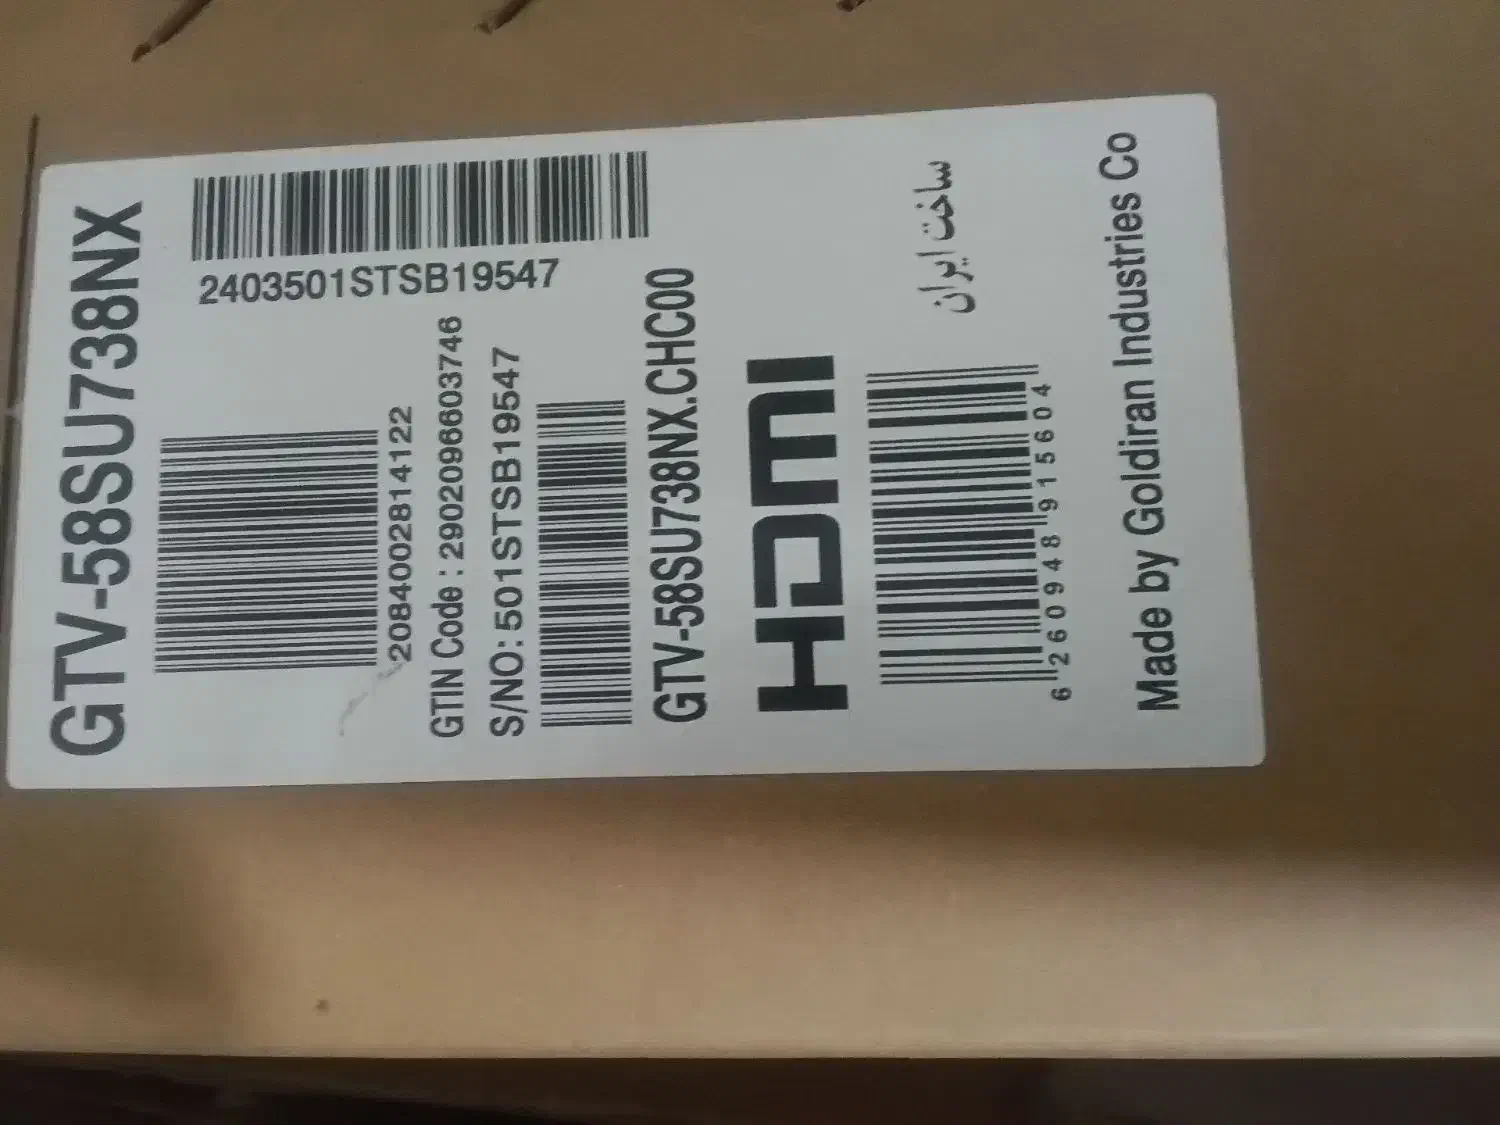 GTV-58SU738NX
2403501STSB19547
2084002814122
GTIN Code : 2902096603746
S/NO: 501STSB19547
GTV-58SU738NX.CHC00
HDMI
ساخت ایران
6 260948 915604
Made by Goldiran Industries Co